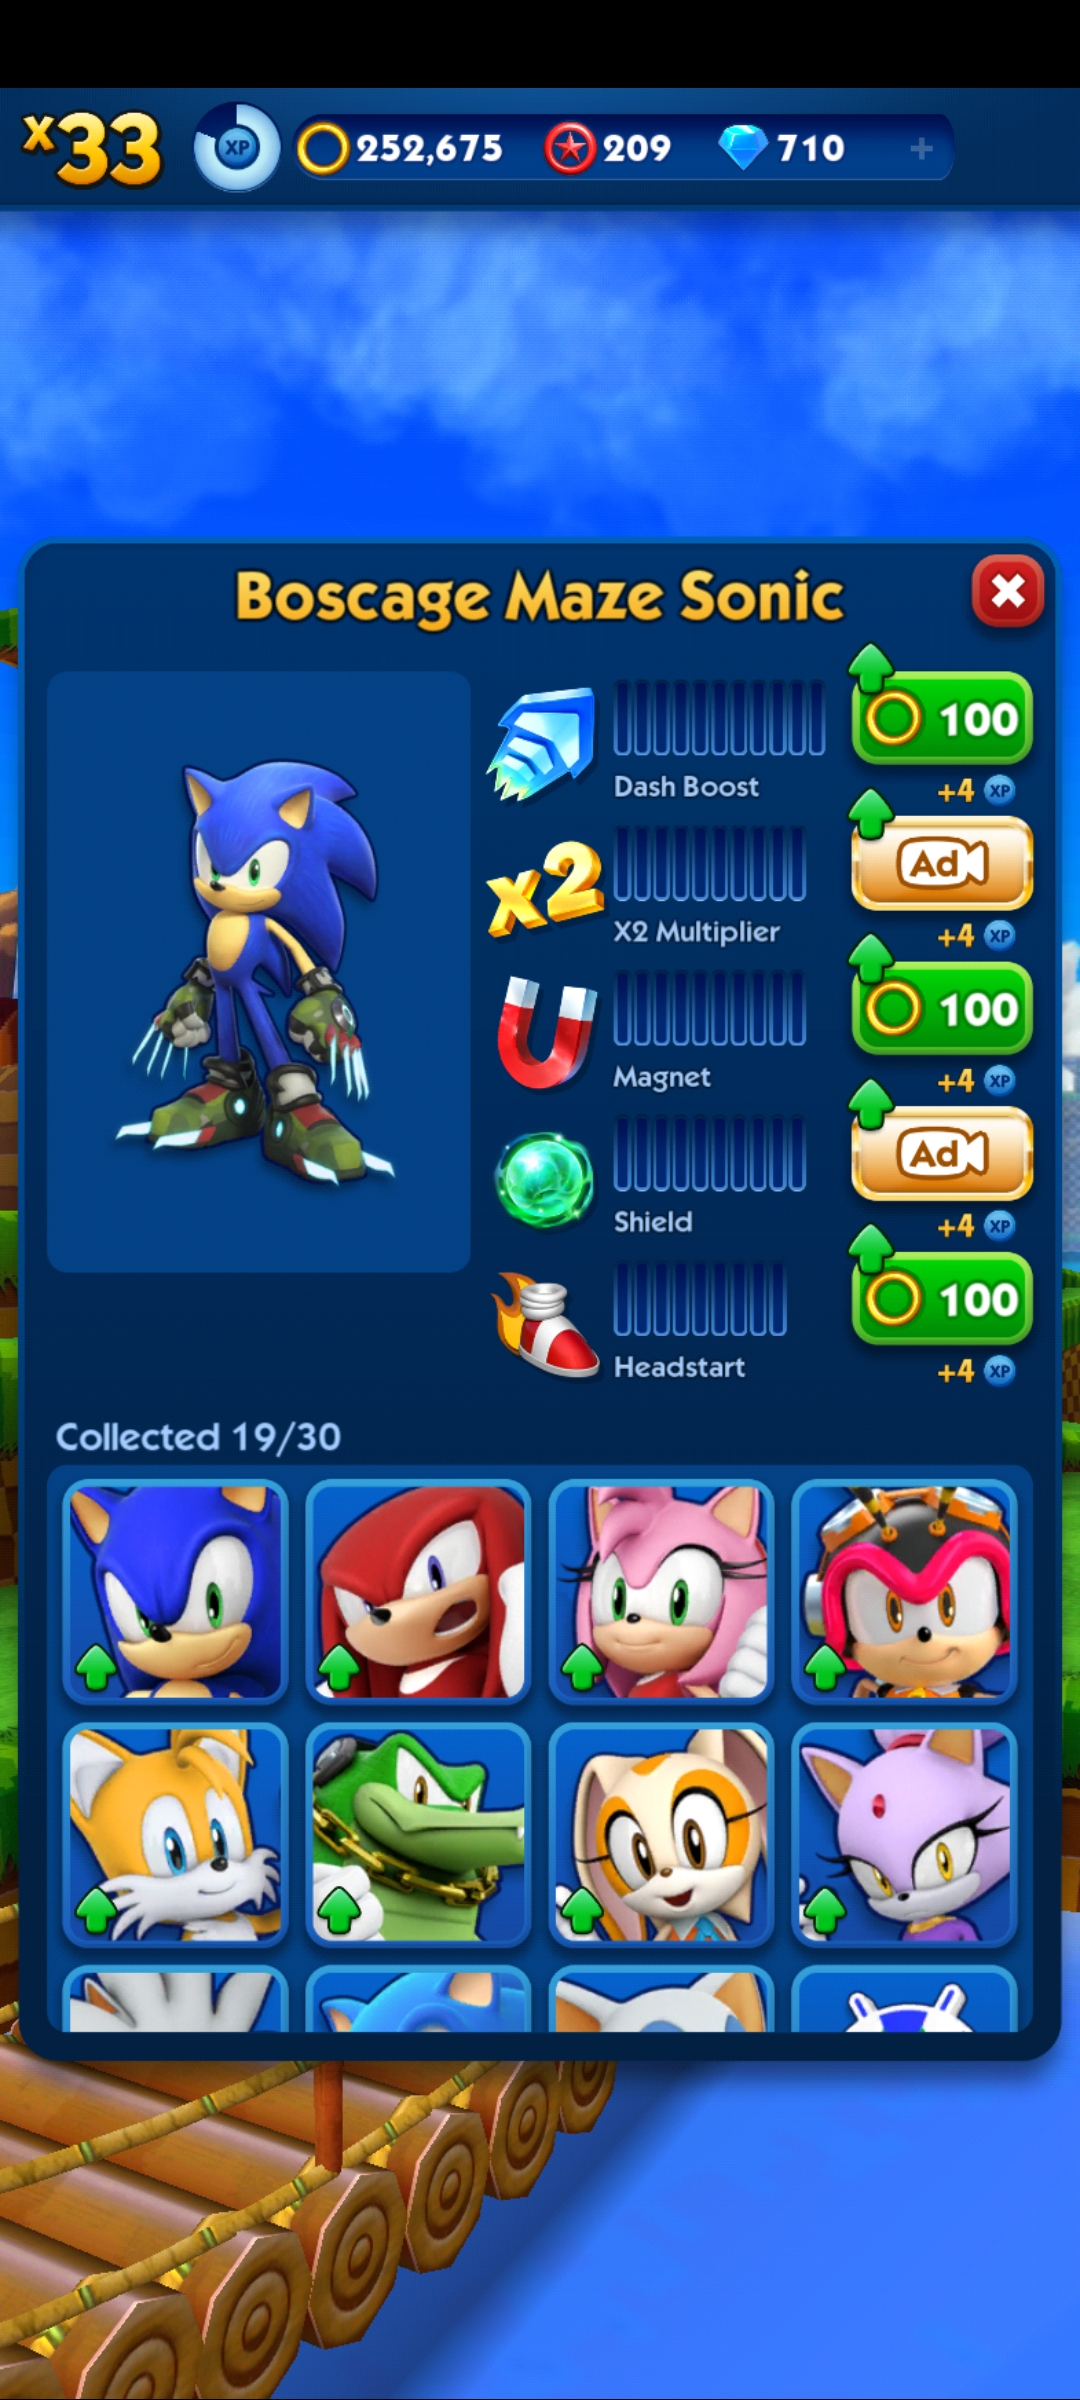 x33 XP 252,675 209 710 +
Boscage Maze Sonic
100
Dash Boost
+4 XP
x2
Ad
X2 Multiplier
+4 XP
100
Magnet
+4 XP
Ad
Shield
+4 XP
100
Headstart
+4 XP
Collected 19/30